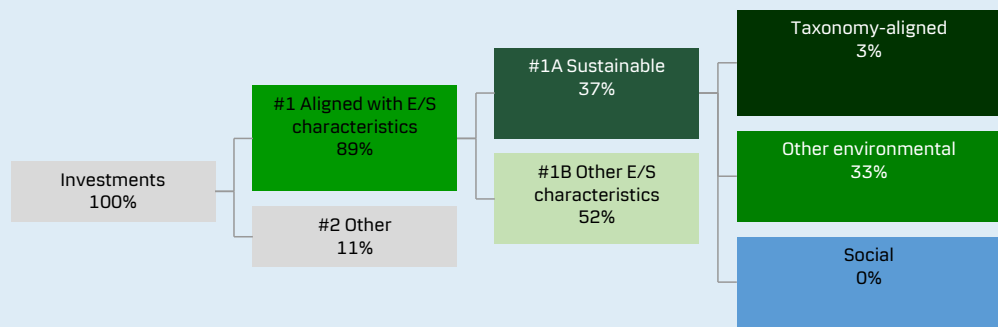 Investments
100%
#1 Aligned with E/S
characteristics
89%
#2 Other
11%
#1A Sustainable
37%
#1B Other E/S
characteristics
52%
Taxonomy-aligned
3%
Other environmental
33%
Social
0%